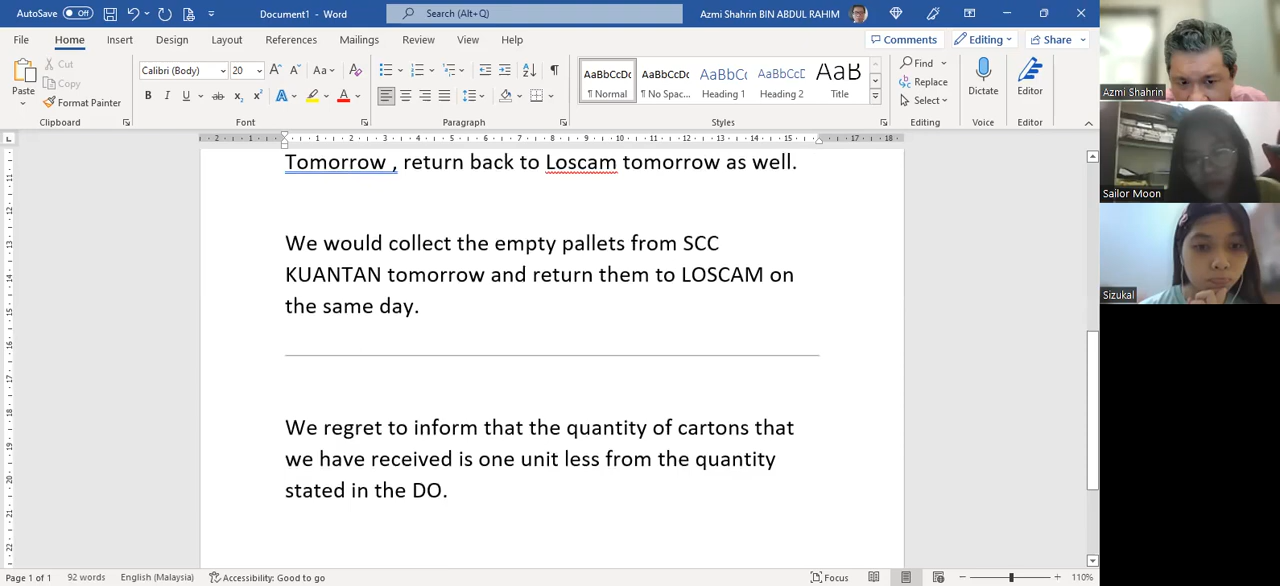 AutoSave Off Document1 - Word Search (Alt+Q) Azmi Shahrin BIN ABDUL RAHIM
File Home Insert Design Layout References Mailings Review View Help Comments Editing Share
Paste Cut Copy Format Painter
Calibri (Body) 20
AaBbCcDc AaBbCcDc AaBbCc AaBbCcD AaB
¶ Normal ¶ No Spac... Heading 1 Heading 2 Title
Find Replace Select
Dictate Editor
Clipboard Font Paragraph Styles Editing Voice Editor
Tomorrow , return back to Loscam tomorrow as well.
We would collect the empty pallets from SCC
KUANTAN tomorrow and return them to LOSCAM on
the same day.
We regret to inform that the quantity of cartons that
we have received is one unit less from the quantity
stated in the DO.
Page 1 of 1 92 words English (Malaysia) Accessibility: Good to go Focus 110%
Azmi Shahrin
Sailor Moon
Sizukal